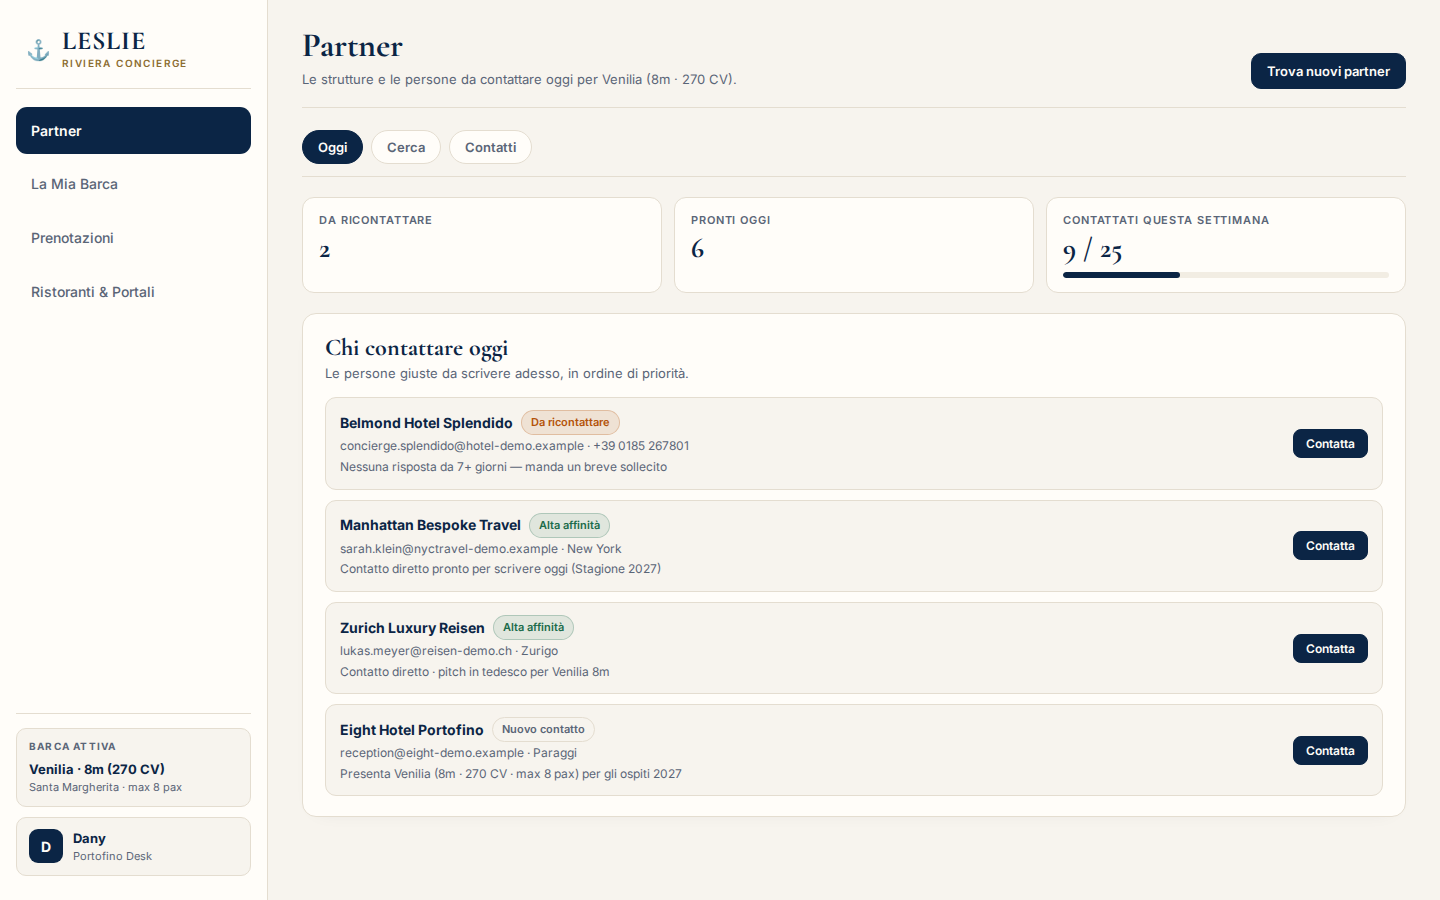 LESLIE
RIVIERA CONCIERGE
Partner
La Mia Barca
Prenotazioni
Ristoranti & Portali
BARCA ATTIVA
Venilia · 8m (270 CV)
Santa Margherita · max 8 pax
D
Dany
Portofino Desk
Partner
Le strutture e le persone da contattare oggi per Venilia (8m · 270 CV).
Trova nuovi partner
Oggi
Cerca
Contatti
DA RICONTATTARE
2
PRONTI OGGI
6
CONTATTATI QUESTA SETTIMANA
9 / 25
Chi contattare oggi
Le persone giuste da scrivere adesso, in ordine di priorità.
Belmond Hotel Splendido
Da ricontattare
concierge.splendido@hotel-demo.example · +39 0185 267801
Nessuna risposta da 7+ giorni — manda un breve sollecito
Contatta
Manhattan Bespoke Travel
Alta affinità
sarah.klein@nyctravel-demo.example · New York
Contatto diretto pronto per scrivere oggi (Stagione 2027)
Contatta
Zurich Luxury Reisen
Alta affinità
lukas.meyer@reisen-demo.ch · Zurigo
Contatto diretto · pitch in tedesco per Venilia 8m
Contatta
Eight Hotel Portofino
Nuovo contatto
reception@eight-demo.example · Paraggi
Presenta Venilia (8m · 270 CV · max 8 pax) per gli ospiti 2027
Contatta